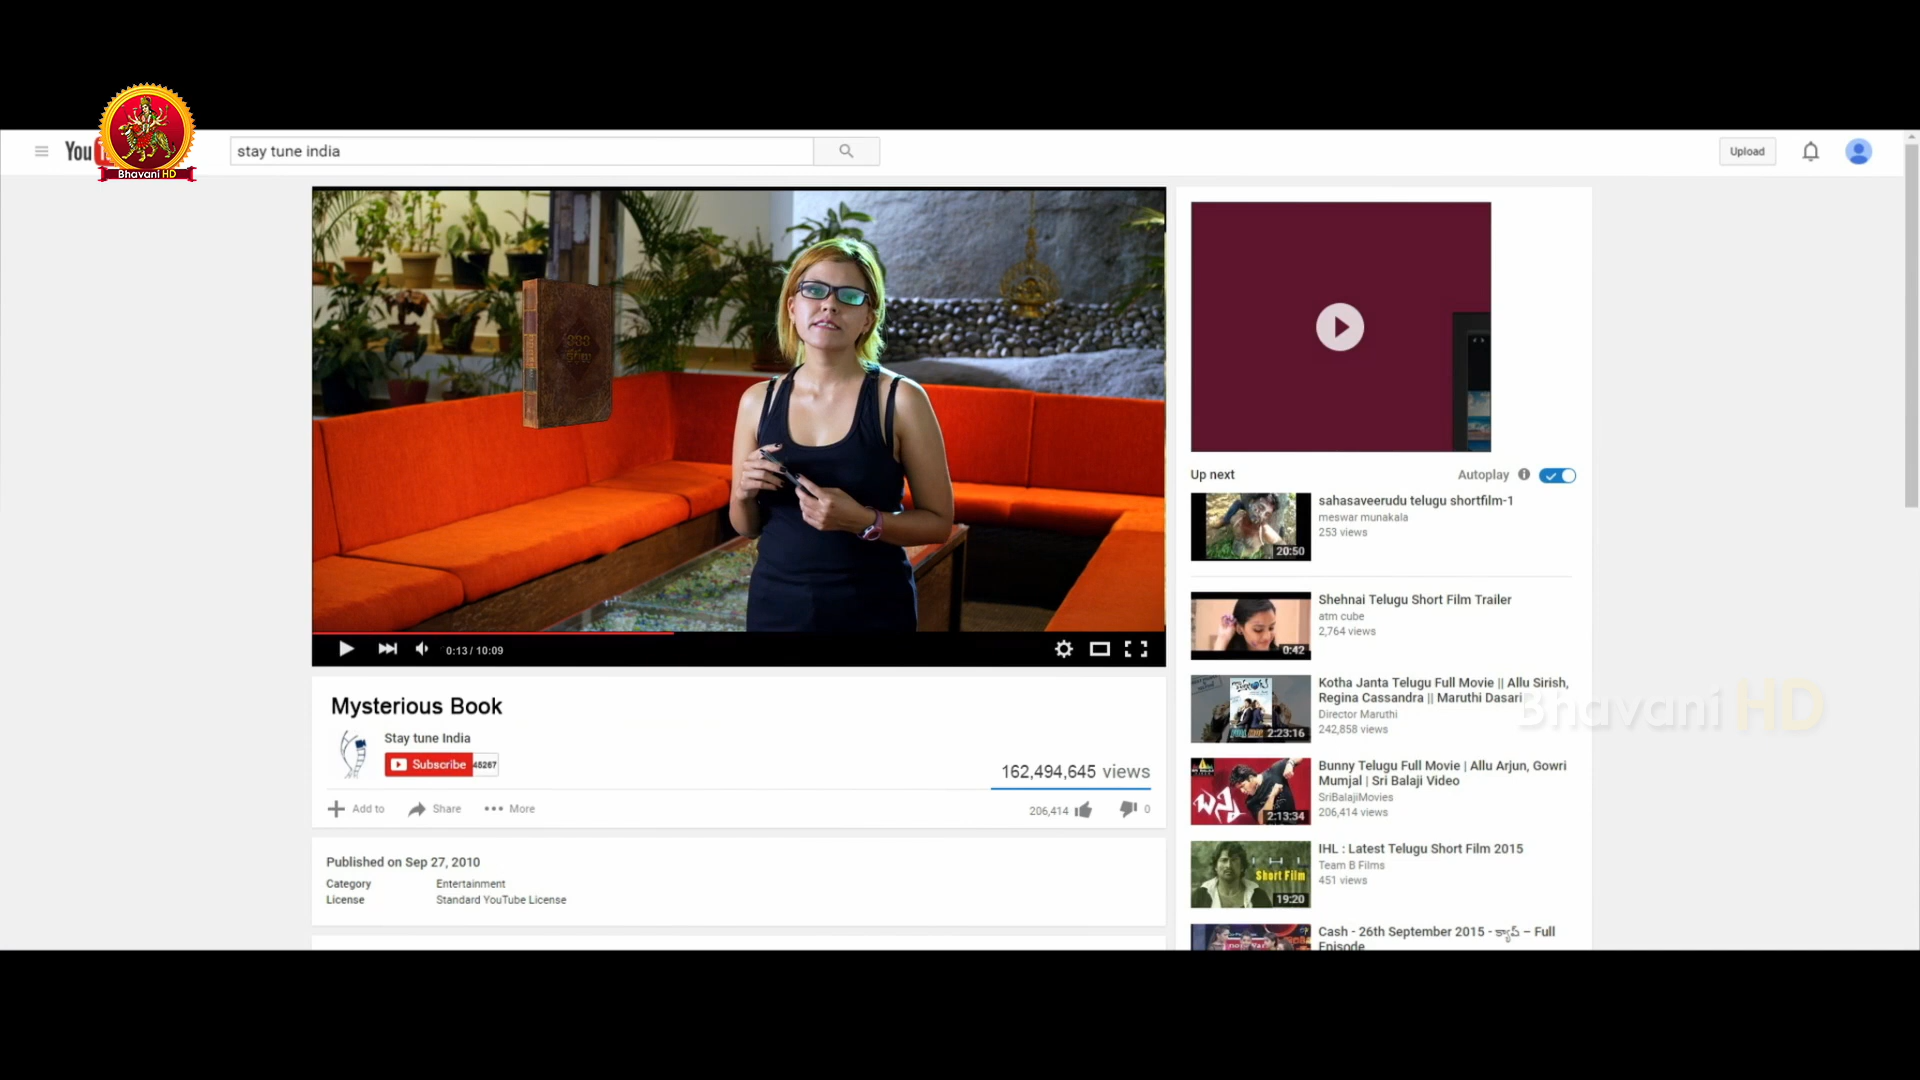 Bhavani HD
You
stay tune india
Upload
0:13 / 10:09
Mysterious Book
Stay tune India
Subscribe
45267
162,494,645 views
Add to
Share
More
206,414
0
Published on Sep 27, 2010
Category
Entertainment
License
Standard YouTube License
Up next
Autoplay
20:50
sahasaveerudu telugu shortfilm-1
meswar munakala
253 views
0:42
Shehnai Telugu Short Film Trailer
atm cube
2,764 views
2:23:16
Kotha Janta Telugu Full Movie || Allu Sirish,
Regina Cassandra || Maruthi Dasari
Director Maruthi
242,858 views
Bhavani HD
బన్ని
2:13:34
Bunny Telugu Full Movie | Allu Arjun, Gowri
Mumjal | Sri Balaji Video
SriBalajiMovies
206,414 views
IHL
Short Film
19:20
IHL : Latest Telugu Short Film 2015
Team B Films
451 views
Cash - 26th September 2015 - క్యాష్ – Full
Episode